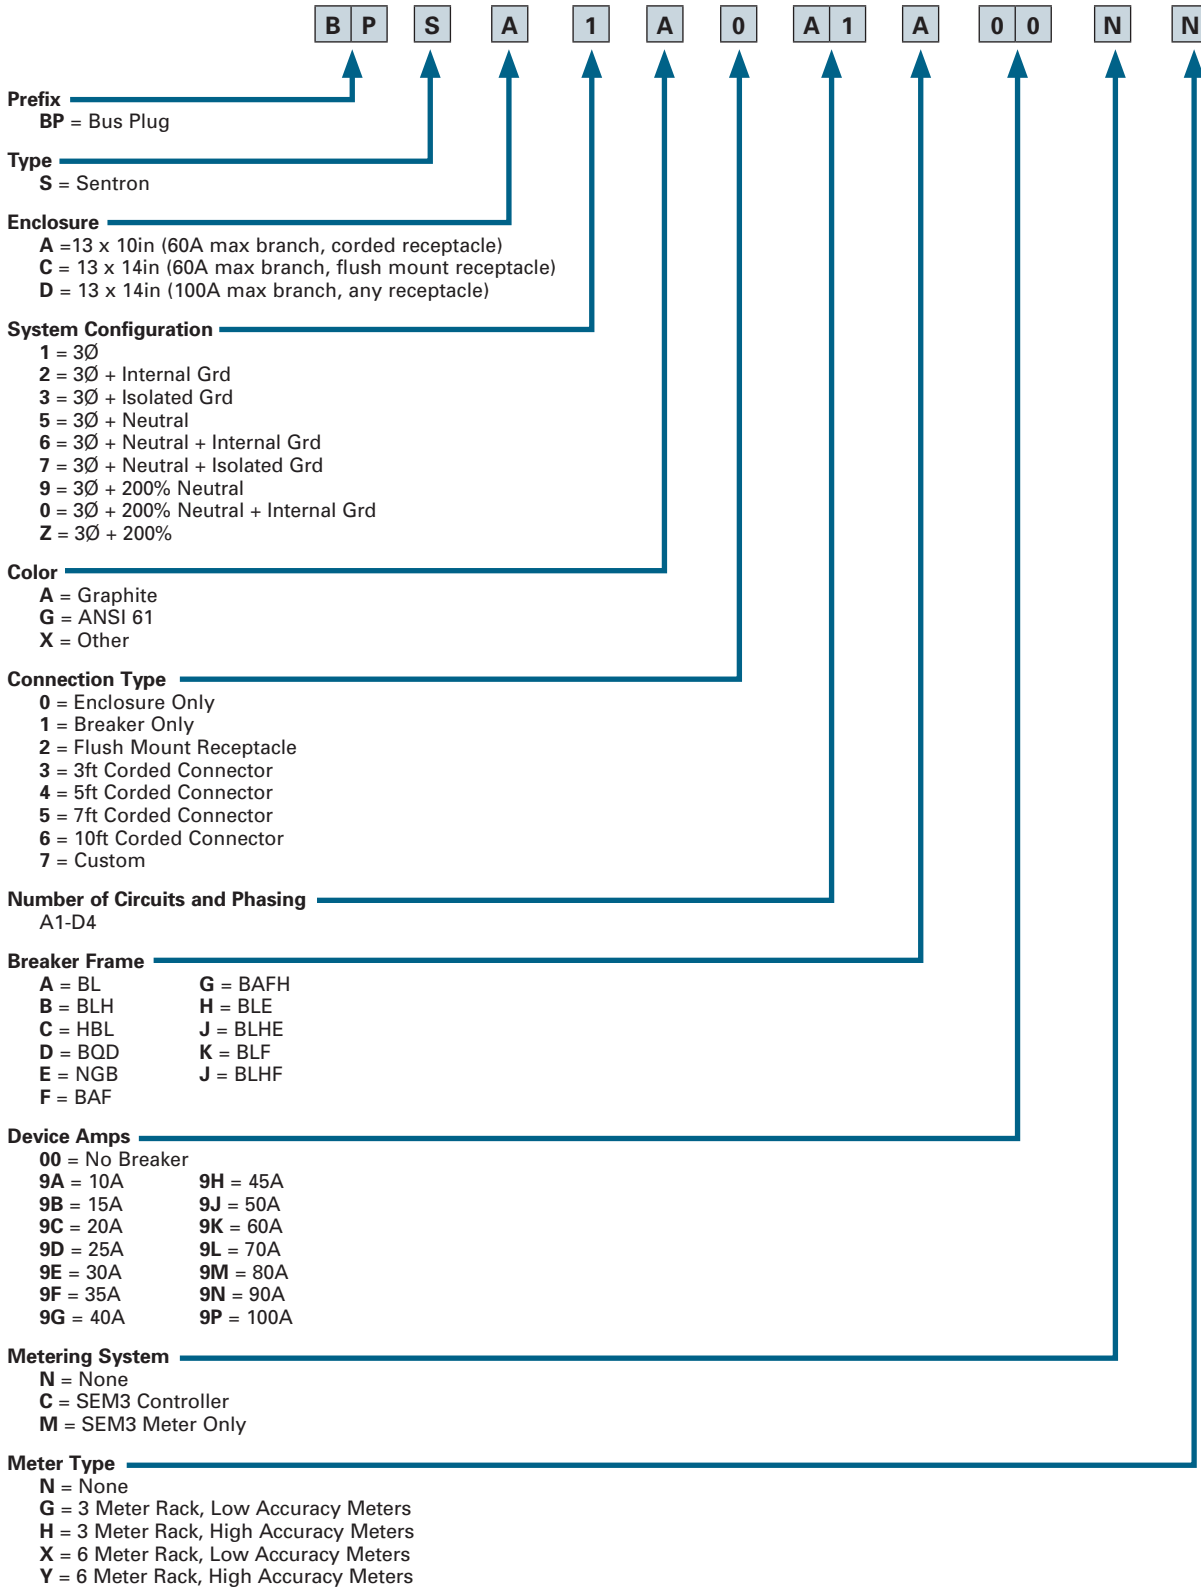 B P S A 1 A 0 A 1 A 0 0 N N
Prefix
BP = Bus Plug
Type
S = Sentron
Enclosure
A =13 x 10in (60A max branch, corded receptacle)
C = 13 x 14in (60A max branch, flush mount receptacle)
D = 13 x 14in (100A max branch, any receptacle)
System Configuration
1 = 3Ø
2 = 3Ø + Internal Grd
3 = 3Ø + Isolated Grd
5 = 3Ø + Neutral
6 = 3Ø + Neutral + Internal Grd
7 = 3Ø + Neutral + Isolated Grd
9 = 3Ø + 200% Neutral
0 = 3Ø + 200% Neutral + Internal Grd
Z = 3Ø + 200%
Color
A = Graphite
G = ANSI 61
X = Other
Connection Type
0 = Enclosure Only
1 = Breaker Only
2 = Flush Mount Receptacle
3 = 3ft Corded Connector
4 = 5ft Corded Connector
5 = 7ft Corded Connector
6 = 10ft Corded Connector
7 = Custom
Number of Circuits and Phasing
A1-D4
Breaker Frame
A = BL G = BAFH
B = BLH H = BLE
C = HBL J = BLHE
D = BQD K = BLF
E = NGB J = BLHF
F = BAF
Device Amps
00 = No Breaker
9A = 10A 9H = 45A
9B = 15A 9J = 50A
9C = 20A 9K = 60A
9D = 25A 9L = 70A
9E = 30A 9M = 80A
9F = 35A 9N = 90A
9G = 40A 9P = 100A
Metering System
N = None
C = SEM3 Controller
M = SEM3 Meter Only
Meter Type
N = None
G = 3 Meter Rack, Low Accuracy Meters
H = 3 Meter Rack, High Accuracy Meters
X = 6 Meter Rack, Low Accuracy Meters
Y = 6 Meter Rack, High Accuracy Meters